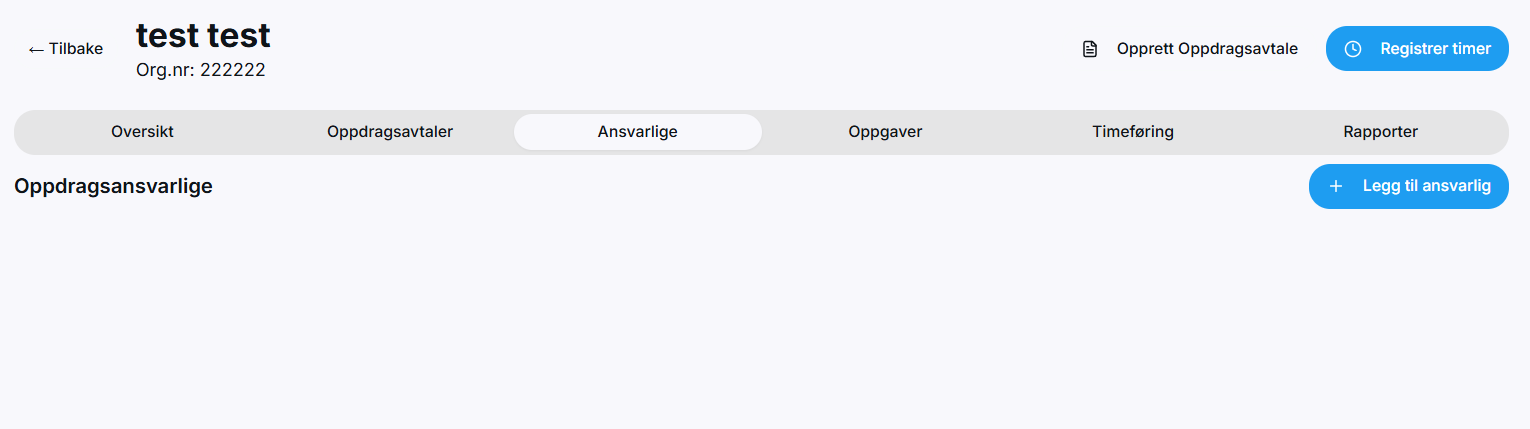 ← Tilbake
test test
Org.nr: 222222
Opprett Oppdragsavtale
Registrer timer
Oversikt
Oppdragsavtaler
Ansvarlige
Oppgaver
Timeføring
Rapporter
Oppdragsansvarlige
+ Legg til ansvarlig